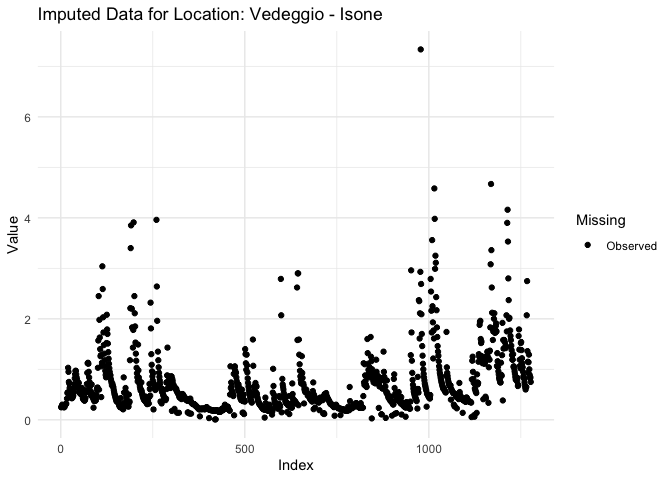 Imputed Data for Location: Vedeggio - Isone
6
4
2
0
Value
0
500
1000
Index
Missing
Observed